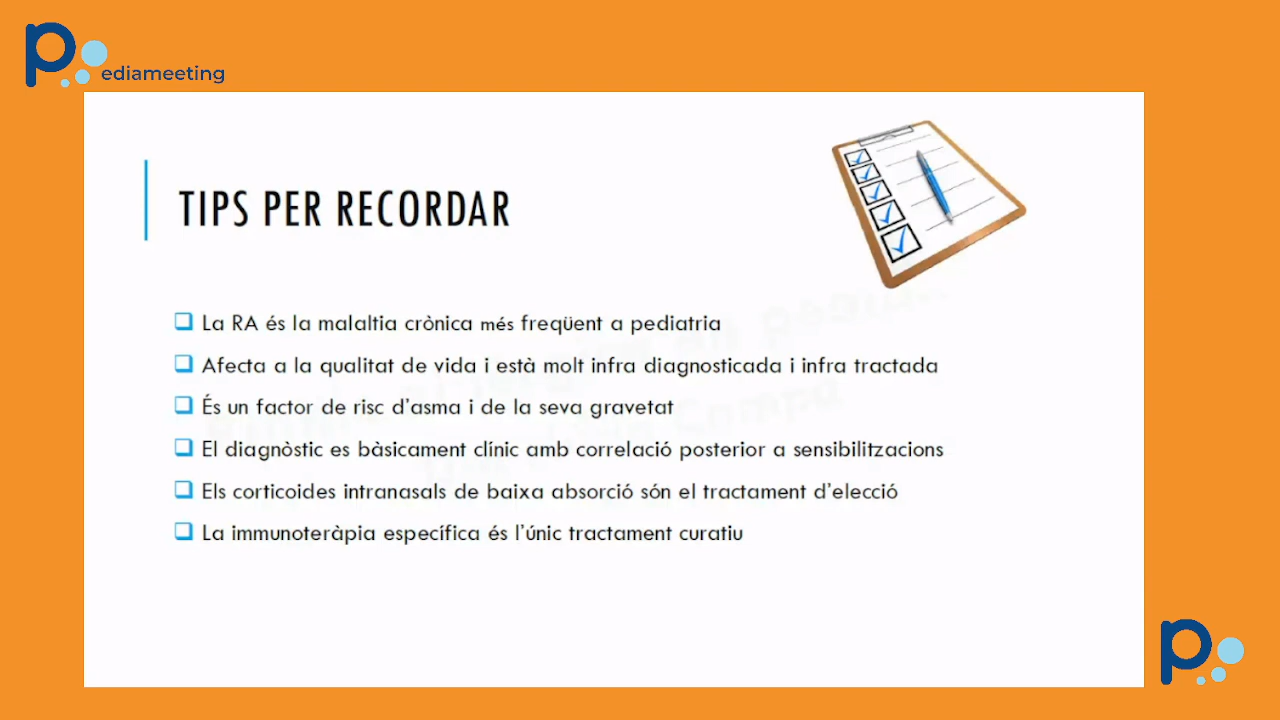 pediameeting
TIPS PER RECORDAR
La RA és la malaltia crònica més freqüent a pediatria
Afecta a la qualitat de vida i està molt infra diagnosticada i infra tractada
És un factor de risc d'asma i de la seva gravetat
El diagnòstic es bàsicament clínic amb correlació posterior a sensibilitzacions
Els corticoides intranasals de baixa absorció són el tractament d'elecció
La immunoteràpia específica és l'únic tractament curatiu
p